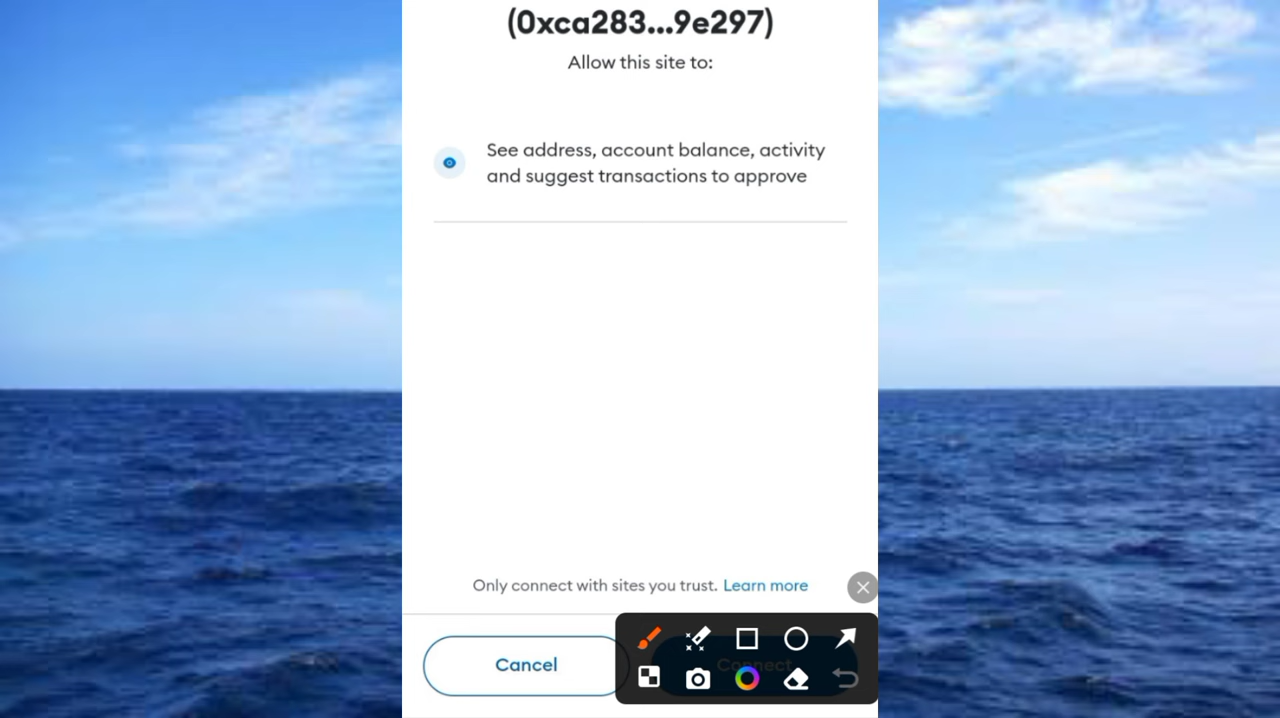 (0xca283...9e297)
Allow this site to:
See address, account balance, activity
and suggest transactions to approve
Only connect with sites you trust. Learn more
Cancel
Connect